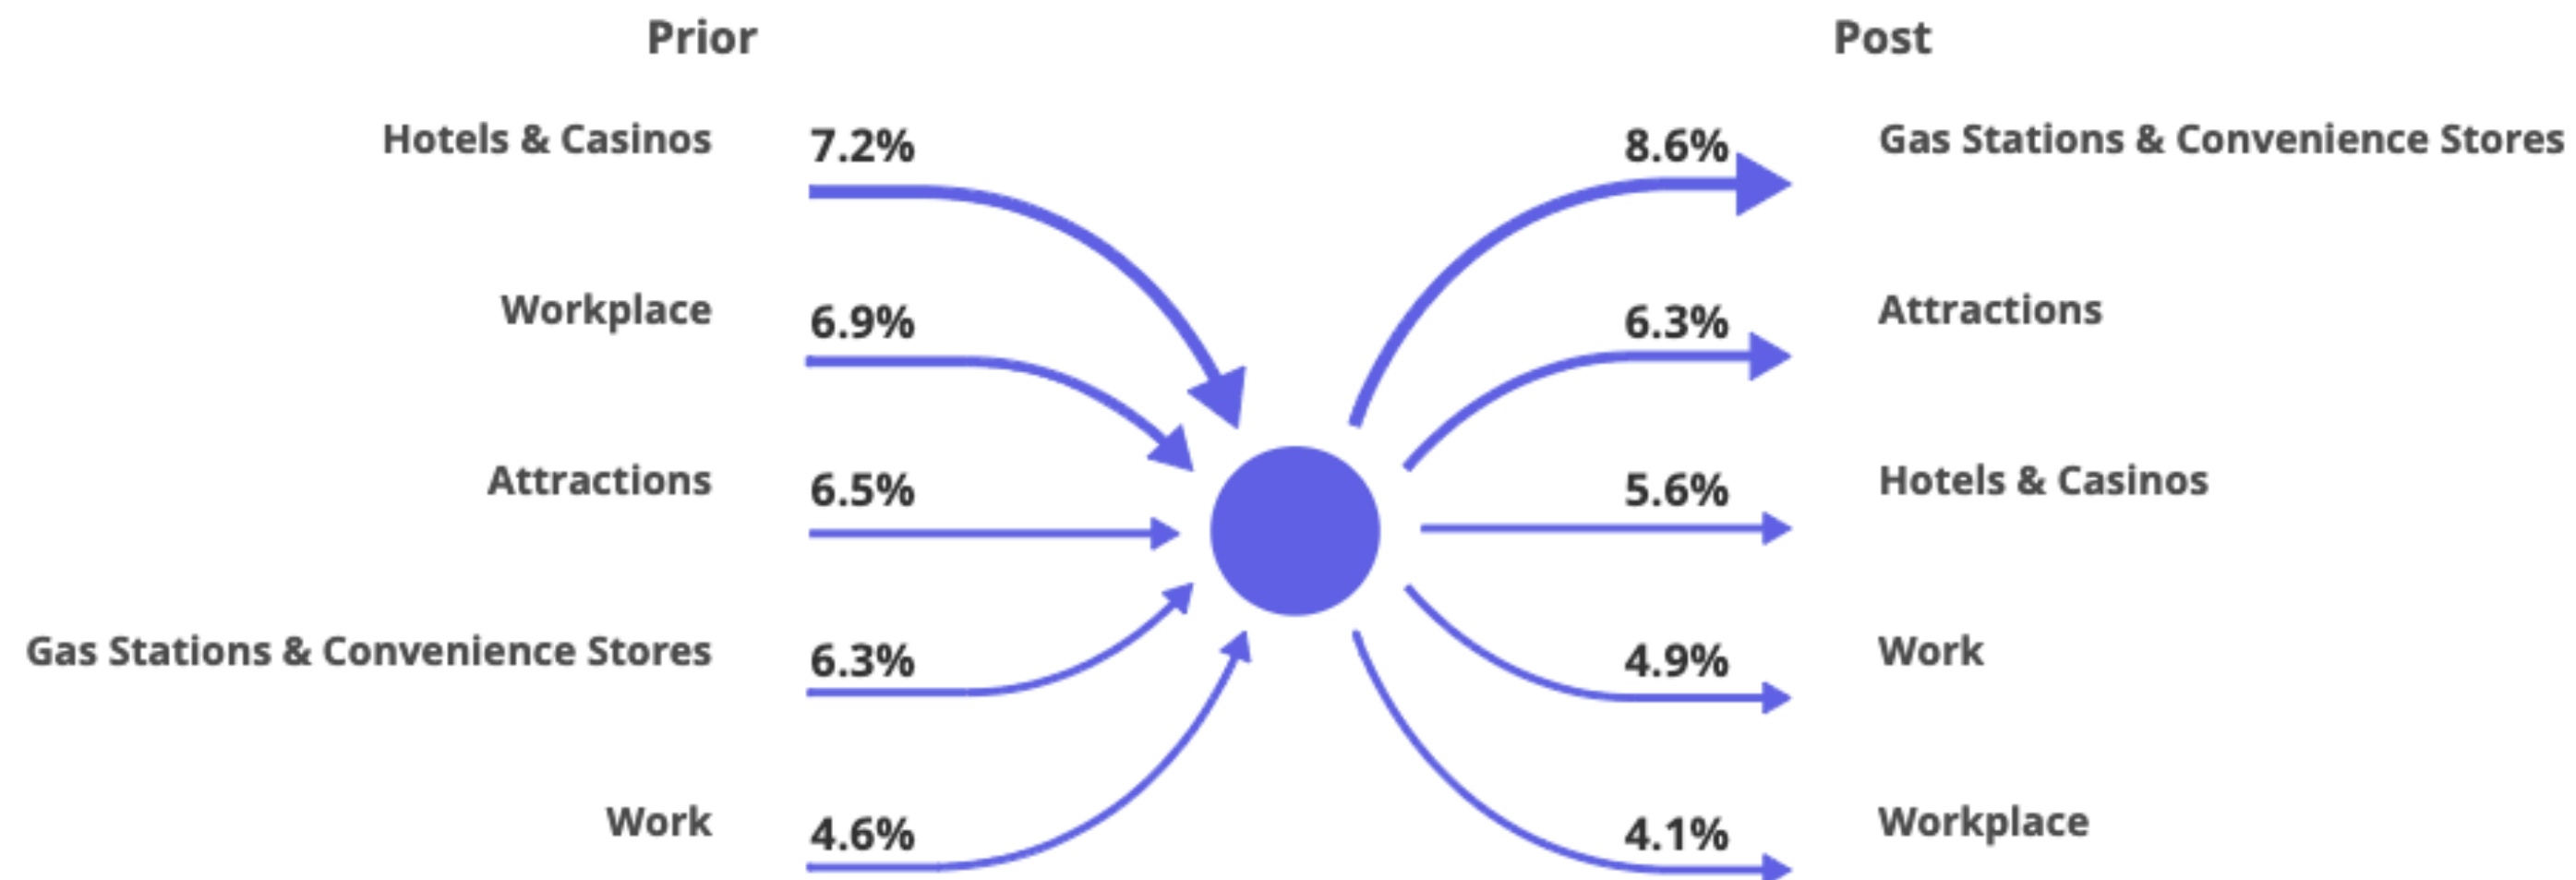 Prior
Post
Hotels & Casinos
7.2%
8.6%
Gas Stations & Convenience Stores
Workplace
6.9%
6.3%
Attractions
Attractions
6.5%
5.6%
Hotels & Casinos
Gas Stations & Convenience Stores
6.3%
4.9%
Work
Work
4.6%
4.1%
Workplace